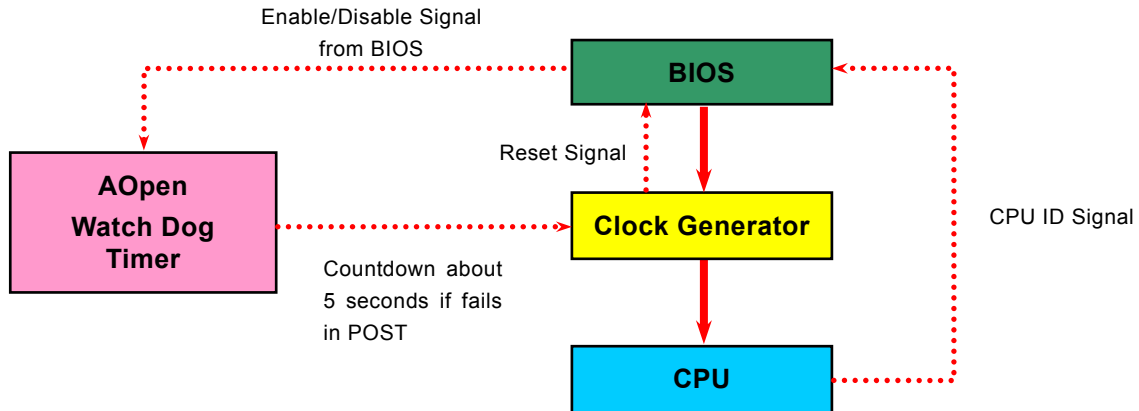 Enable/Disable Signal
from BIOS
BIOS
Reset Signal
AOpen
Watch Dog
Timer
Clock Generator
CPU ID Signal
Countdown about
5 seconds if fails
in POST
CPU